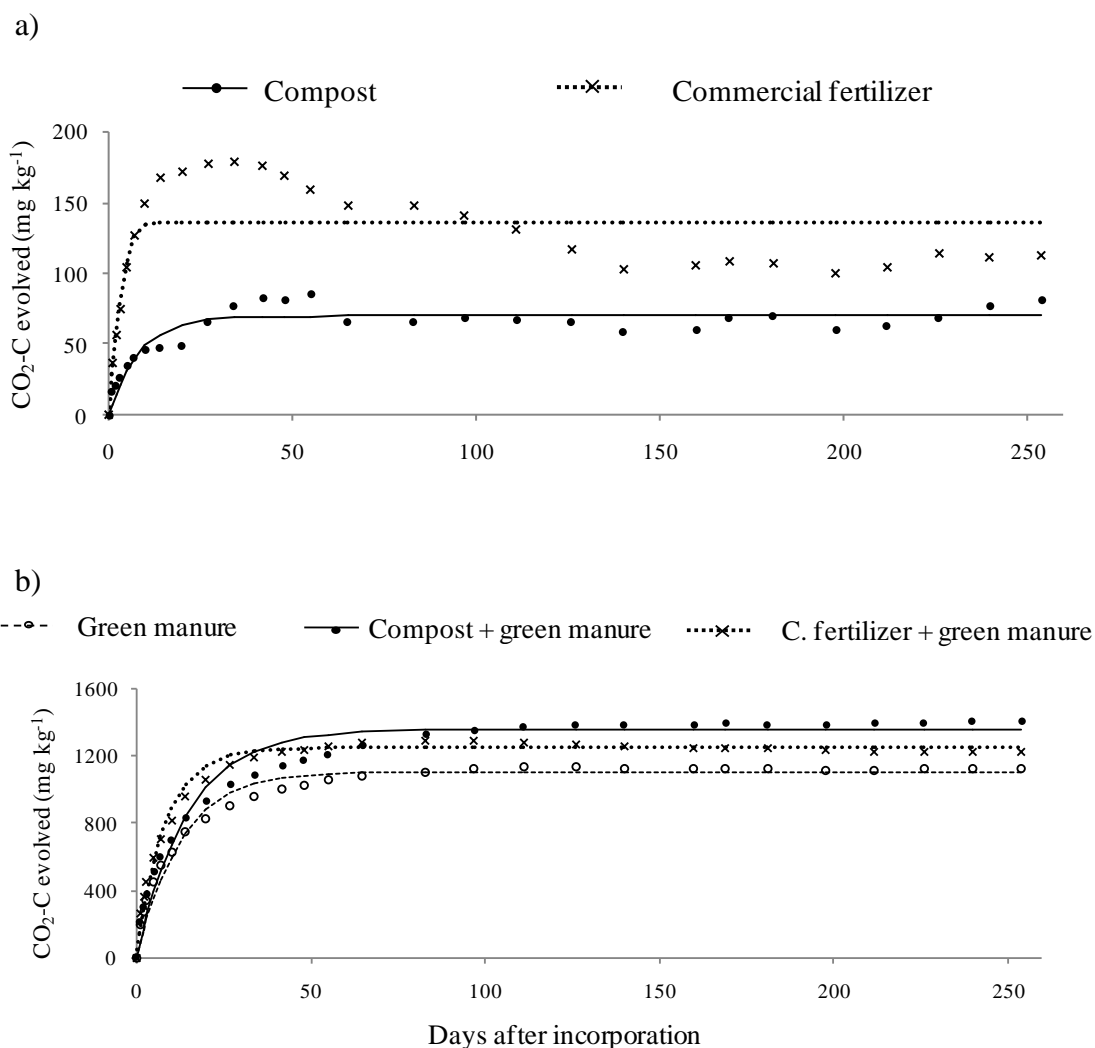 a)
Compost Commercial fertilizer
200
150
100
50
0
CO₂-C evolved (mg kg⁻¹)
0 50 100 150 200 250
b)
Green manure Compost + green manure C. fertilizer + green manure
1600
1200
800
400
0
CO₂-C evolved (mg kg⁻¹)
0 50 100 150 200 250
Days after incorporation